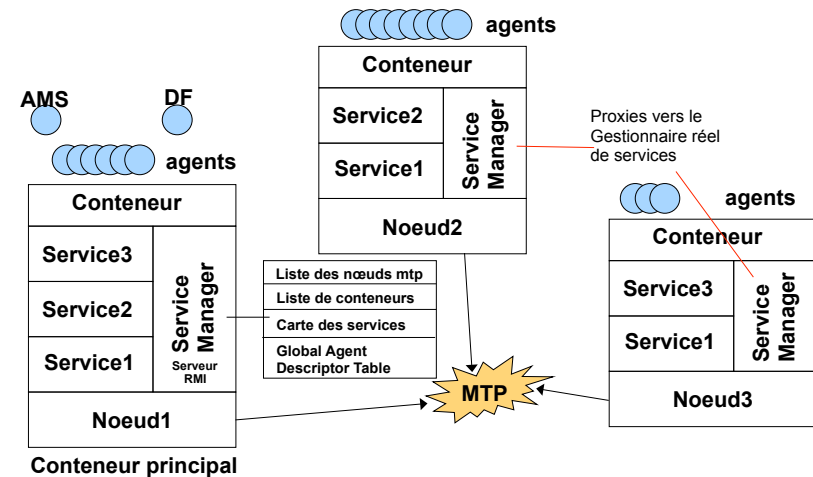 agents
Conteneur
Service2
Service1
Service
Manager
Noeud2
AMS
DF
agents
Conteneur
Service3
Service2
Service1
Service
Manager
Serveur
RMI
Noeud1
Conteneur principal
Liste des nœuds mtp
Liste de conteneurs
Carte des services
Global Agent
Descriptor Table
MTP
Proxies vers le
Gestionnaire réel
de services
agents
Conteneur
Service3
Service1
Service
Manager
Noeud3